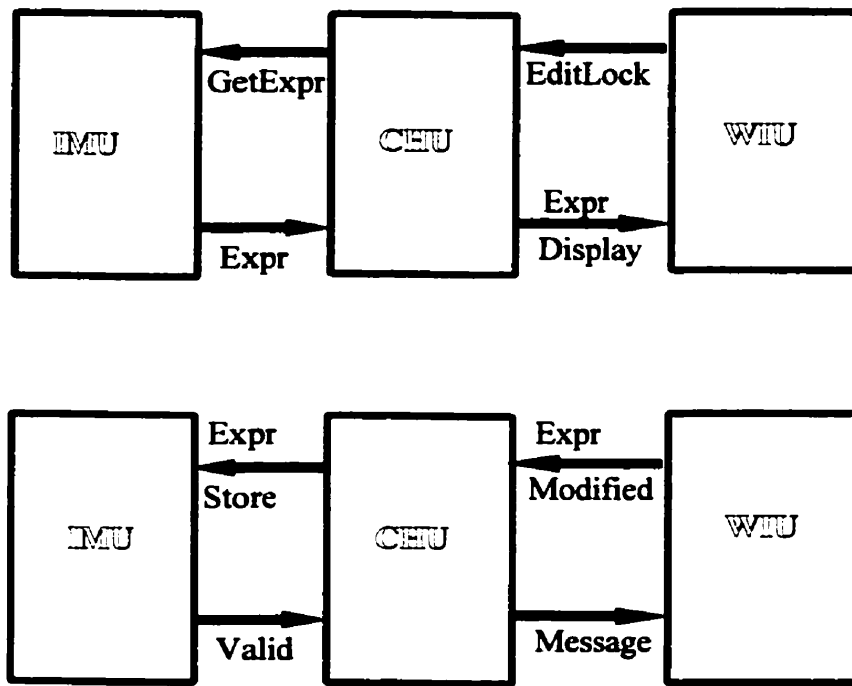 GetExpr
EditLock
IMU
CHU
WIU
Expr
Expr
Display
Expr
Expr
Store
Modified
IMU
CHU
WIU
Valid
Message